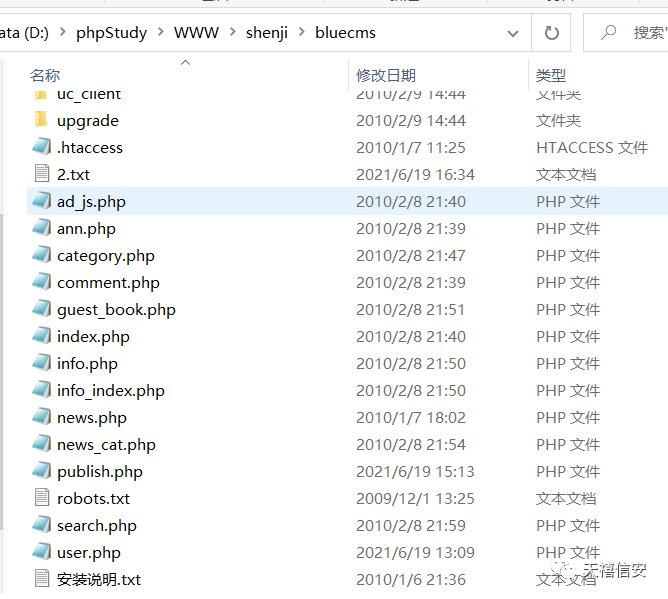 ata (D:) > phpStudy > WWW > shenji > bluecms 搜索"
名称 修改日期 类型
uc_client 2010/2/9 14:44 文件夹
upgrade 2010/2/9 14:44 文件夹
.htaccess 2010/1/7 11:25 HTACCESS 文件
2.txt 2021/6/19 16:34 文本文档
ad_js.php 2010/2/8 21:40 PHP 文件
ann.php 2010/2/8 21:39 PHP 文件
category.php 2010/2/8 21:47 PHP 文件
comment.php 2010/2/8 21:39 PHP 文件
guest_book.php 2010/2/8 21:51 PHP 文件
index.php 2010/2/8 21:40 PHP 文件
info.php 2010/2/8 21:50 PHP 文件
info_index.php 2010/2/8 21:50 PHP 文件
news.php 2010/1/7 18:02 PHP 文件
news_cat.php 2010/2/8 21:54 PHP 文件
publish.php 2021/6/19 15:13 PHP 文件
robots.txt 2009/12/1 13:25 文本文档
search.php 2010/2/8 21:59 PHP 文件
user.php 2021/6/19 13:09 PHP 文件
安装说明.txt 2010/1/6 21:36 文本文档
天禧信安